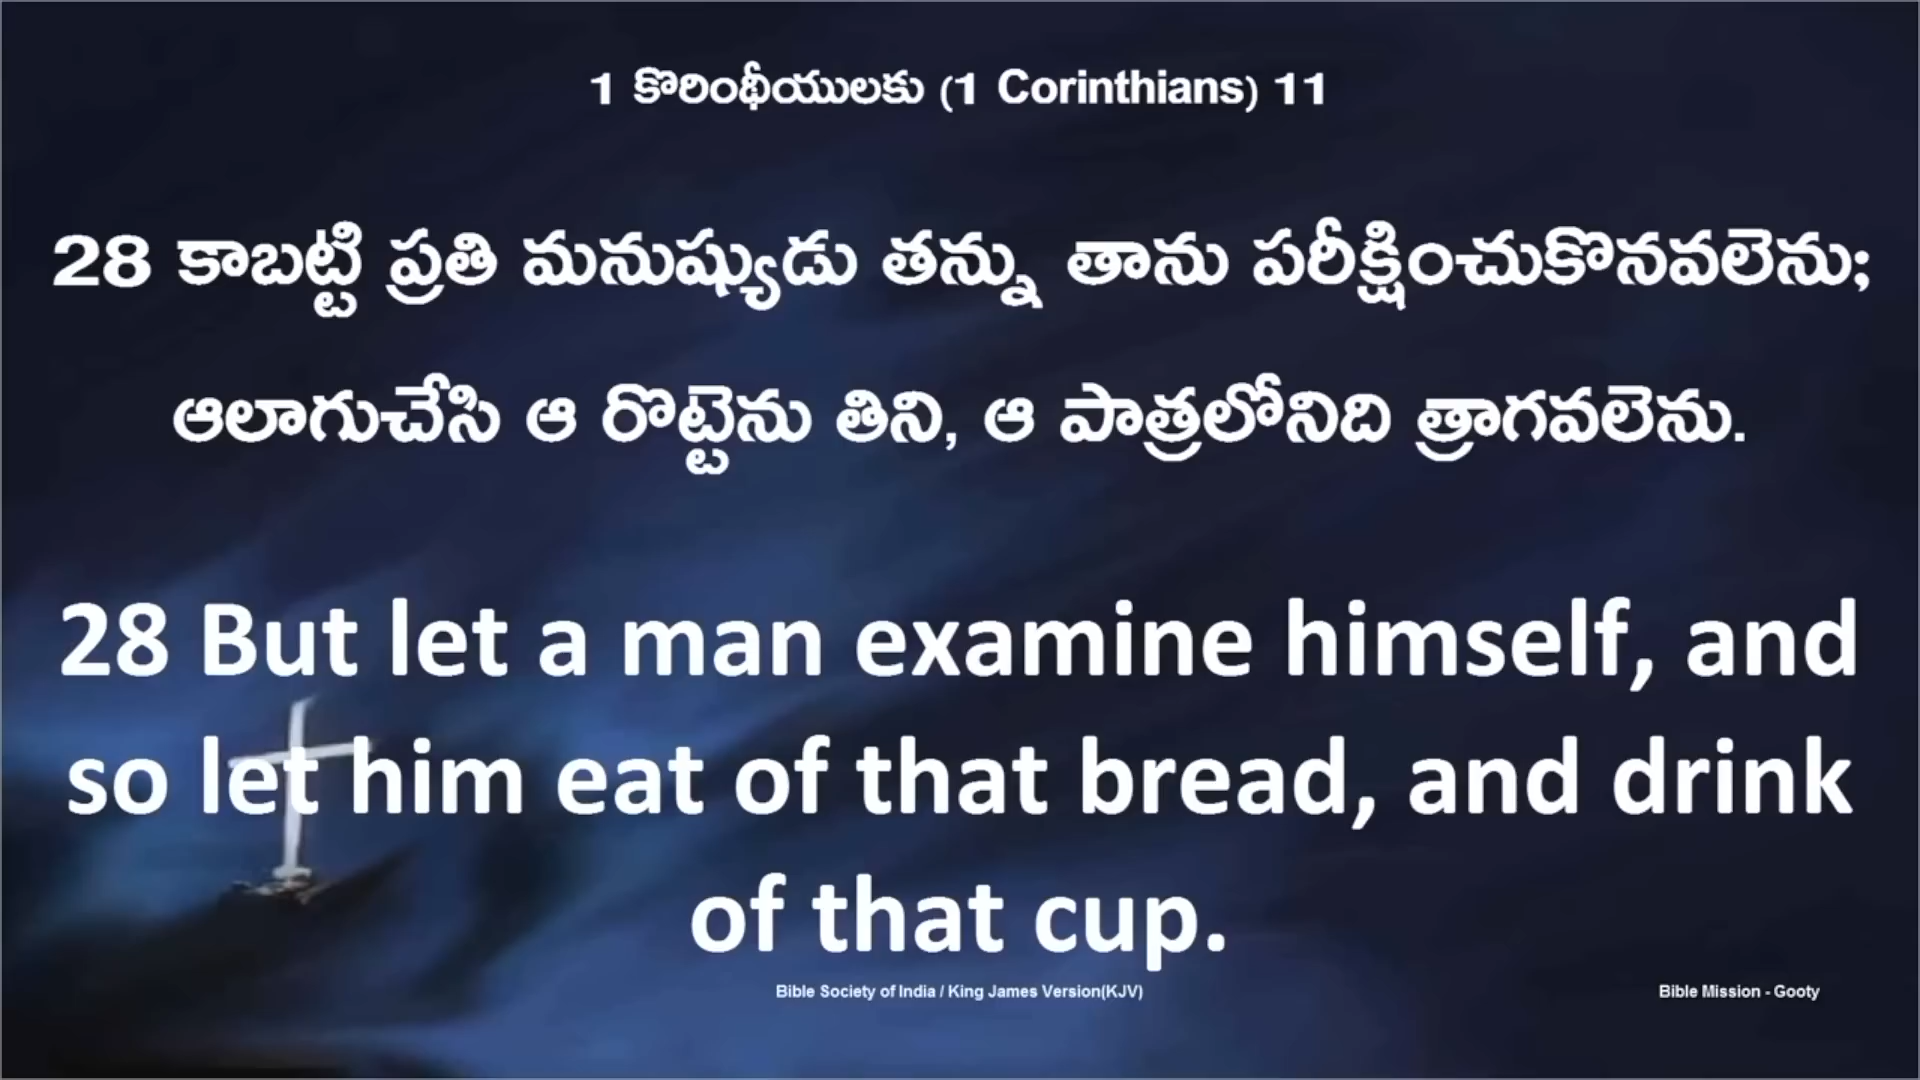 1 కొరింథీయులకు (1 Corinthians) 11
28 కాబట్టి ప్రతి మనుష్యుడు తన్ను తాను పరీక్షించుకొనవలెను;
ఆలాగుచేసి ఆ రొట్టెను తిని, ఆ పాత్రలోనిది త్రాగవలెను.
28 But let a man examine himself, and
so let him eat of that bread, and drink
of that cup.
Bible Society of India / King James Version(KJV)
Bible Mission - Gooty